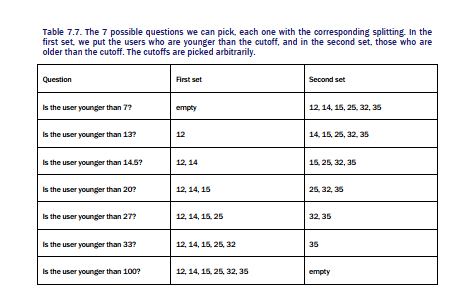 Table 7.7. The 7 possible questions we can pick, each one with the corresponding splitting. In the
first set, we put the users who are younger than the cutoff, and in the second set, those who are
older than the cutoff. The cutoffs are picked arbitrarily.
Question First set Second set
Is the user younger than 7? empty 12, 14, 15, 25, 32, 35
Is the user younger than 13? 12 14, 15, 25, 32, 35
Is the user younger than 14.5? 12, 14 15, 25, 32, 35
Is the user younger than 20? 12, 14, 15 25, 32, 35
Is the user younger than 27? 12, 14, 15, 25 32, 35
Is the user younger than 33? 12, 14, 15, 25, 32 35
Is the user younger than 100? 12, 14, 15, 25, 32, 35 empty